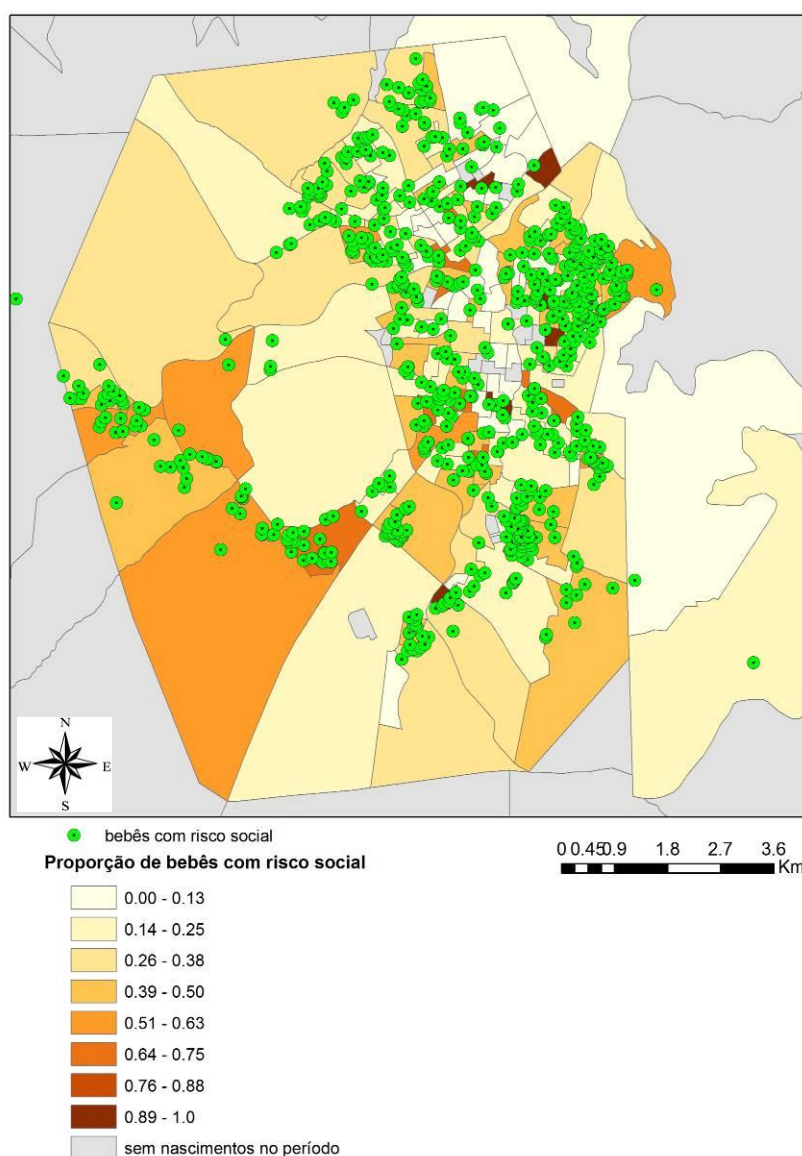 N
W E
S
bebês com risco social
Proporção de bebês com risco social
0 0.450.9 1.8 2.7 3.6
Km
0.00 - 0.13
0.14 - 0.25
0.26 - 0.38
0.39 - 0.50
0.51 - 0.63
0.64 - 0.75
0.76 - 0.88
0.89 - 1.0
sem nascimentos no período